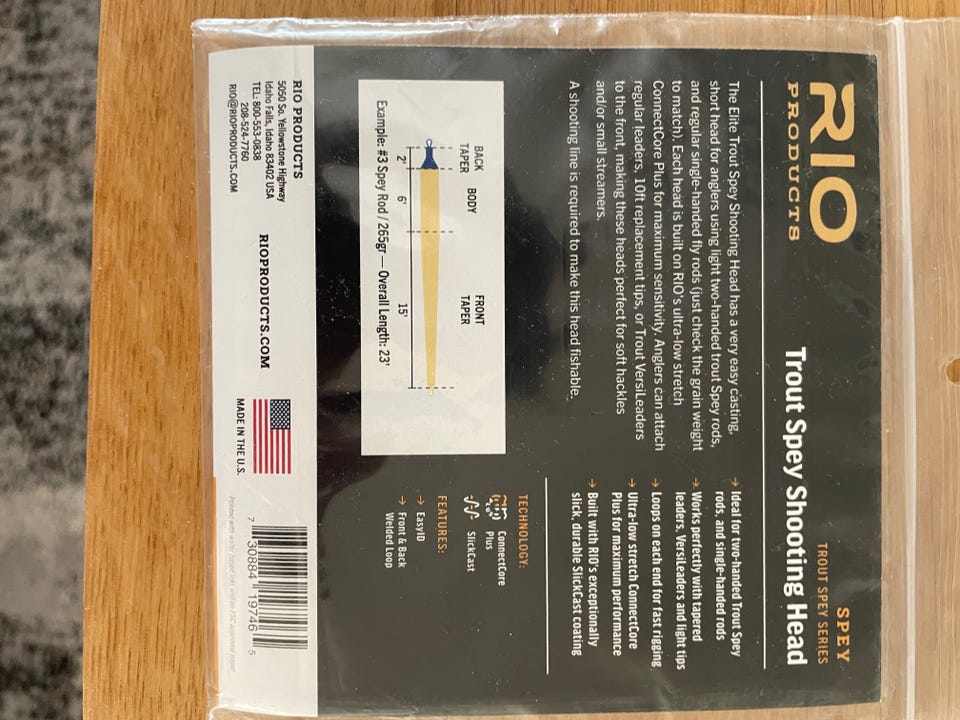 RIO
PRODUCTS
SPEY
TROUT SPEY SERIES
Trout Spey Shooting Head
The Elite Trout Spey Shooting Head has a very easy casting,
short head for anglers using light two-handed trout Spey rods,
and regular single-handed fly rods (just check the grain weight
to match). Each head is built on RIO's ultra-low stretch
ConnectCore Plus for maximum sensitivity. Anglers can attach
regular leaders, 10ft replacement tips, or Trout VersiLeaders
to the front, making these heads perfect for soft hackles
and/or small streamers.
A shooting line is required to make this head fishable.
→ Ideal for two-handed Trout Spey
rods, and single-handed rods
→ Works perfectly with tapered
leaders, VersiLeaders and light tips
→ Loops on each end for fast rigging
→ Ultra-low stretch ConnectCore
Plus for maximum performance
→ Built with RIO's exceptionally
slick, durable SlickCast coating
BACK
TAPER
BODY
FRONT
TAPER
2'
6'
15'
Example: #3 Spey Rod / 265gr — Overall Length: 23'
TECHNOLOGY:
ConnectCore
Plus
SlickCast
FEATURES:
→ EasyID
→ Front & Back
Welded Loop
RIO PRODUCTS
5050 So. Yellowstone Highway
Idaho Falls, Idaho 83402 USA
TEL: 800-553-0838
208-524-7760
RIO@RIOPRODUCTS.COM
RIOPRODUCTS.COM
MADE IN THE U.S.
7 30884 19746 5
Printed with water based inks and on FSC approved paper